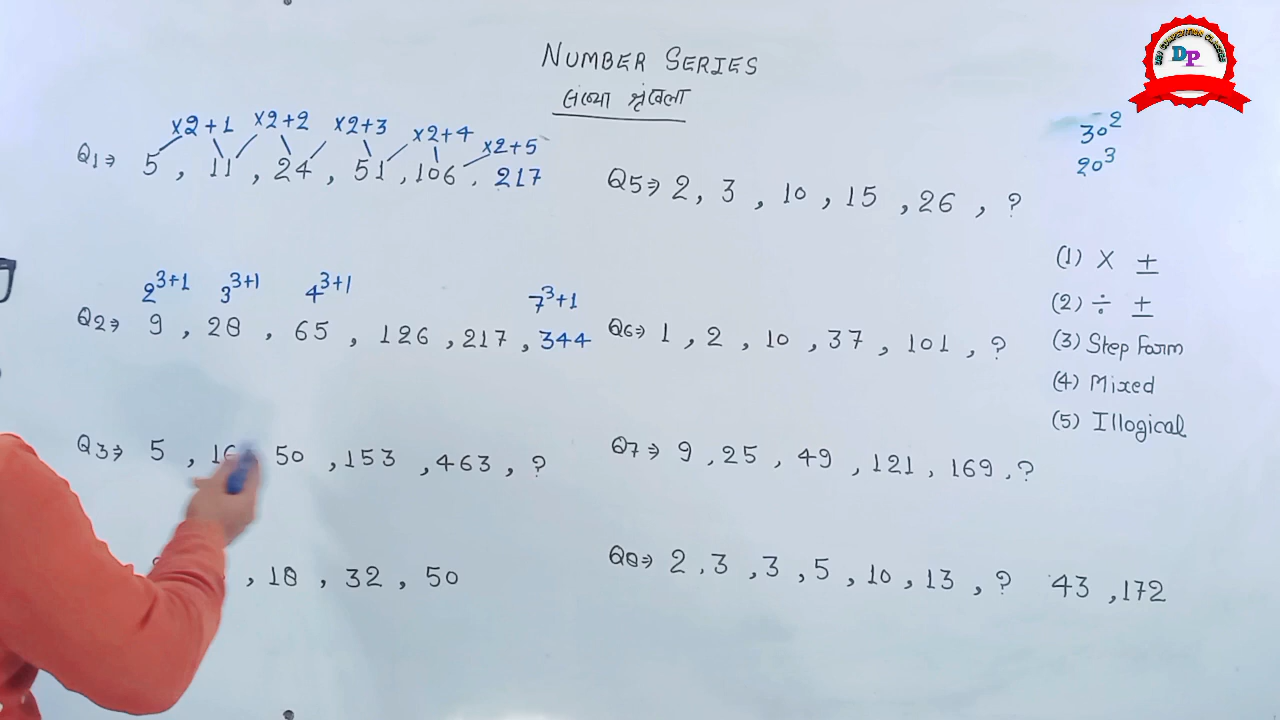 NUMBER SERIES
संख्या श्रृंखला
DP
30²
20³
×2+1 ×2+2 ×2+3 ×2+4 ×2+5
Q1⇒ 5, 11, 24, 51, 106, 217
2³+1 3³+1 4³+1 7³+1
Q2⇒ 9, 28, 65, 126, 217, 344
Q3⇒ 5, 16 50, 153, 463, ?
, 18, 32, 50
Q5⇒ 2, 3, 10, 15, 26, ?
Q6⇒ 1, 2, 10, 37, 101, ?
Q7⇒ 9, 25, 49, 121, 169, ?
Q8⇒ 2, 3, 3, 5, 10, 13, ? 43, 172
(1) × ±
(2) ÷ ±
(3) Step Form
(4) Mixed
(5) Illogical